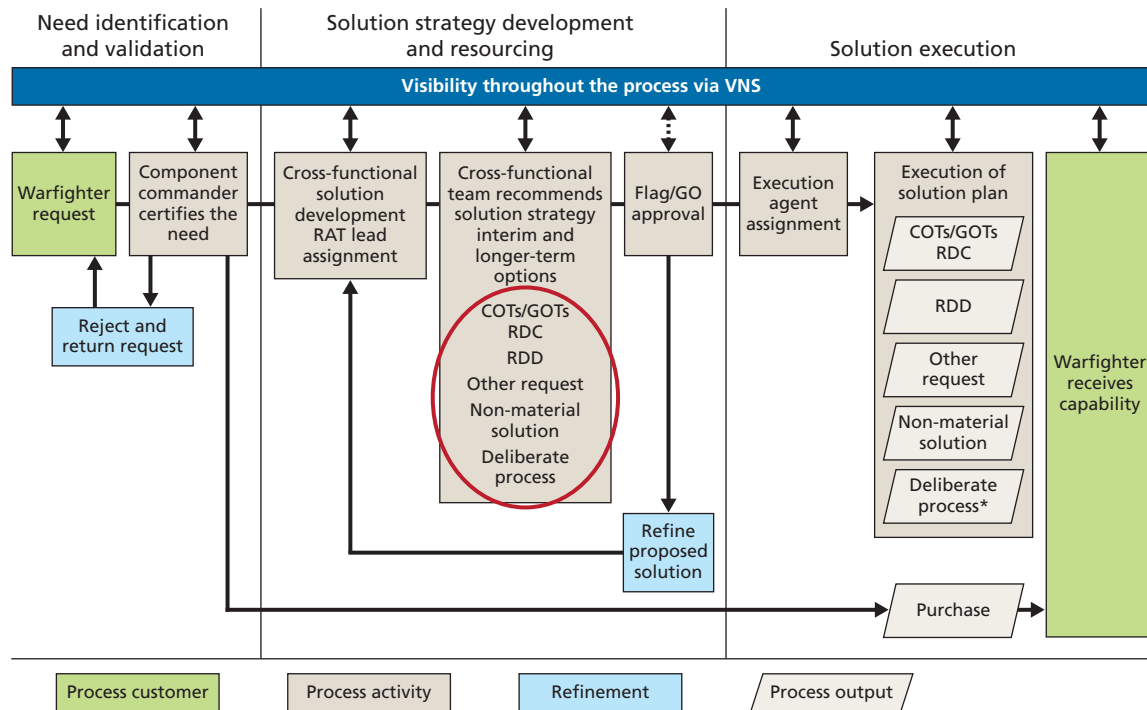 Need identification
and validation
Solution strategy development
and resourcing
Solution execution
Visibility throughout the process via VNS
Warfighter
request
Component
commander
certifies the
need
Cross-functional
solution
development
RAT lead
assignment
Cross-functional
team recommends
solution strategy
interim and
longer-term
options
COTs/GOTs
RDC
RDD
Other request
Non-material
solution
Deliberate
process
Flag/GO
approval
Execution
agent
assignment
Execution of
solution plan
COTs/GOTs
RDC
RDD
Other
request
Non-material
solution
Deliberate
process*
Warfighter
receives
capability
Reject and
return request
Refine
proposed
solution
Purchase
Process customer
Process activity
Refinement
Process output